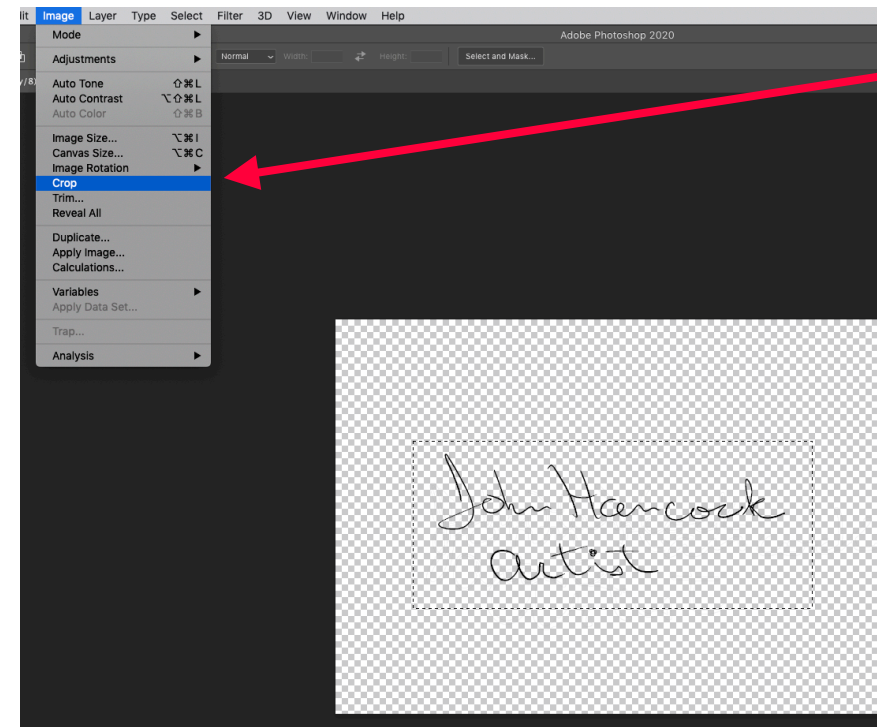 lit Image Layer Type Select Filter 3D View Window Help
Adobe Photoshop 2020
Normal Width: Height: Select and Mask...
y/8)
Mode
Adjustments
Auto Tone ⇧⌘L
Auto Contrast ⌥⇧⌘L
Auto Color ⇧⌘B
Image Size... ⌥⌘I
Canvas Size... ⌥⌘C
Image Rotation
Crop
Trim...
Reveal All
Duplicate...
Apply Image...
Calculations...
Variables
Apply Data Set...
Trap...
Analysis
John Hancock
artist